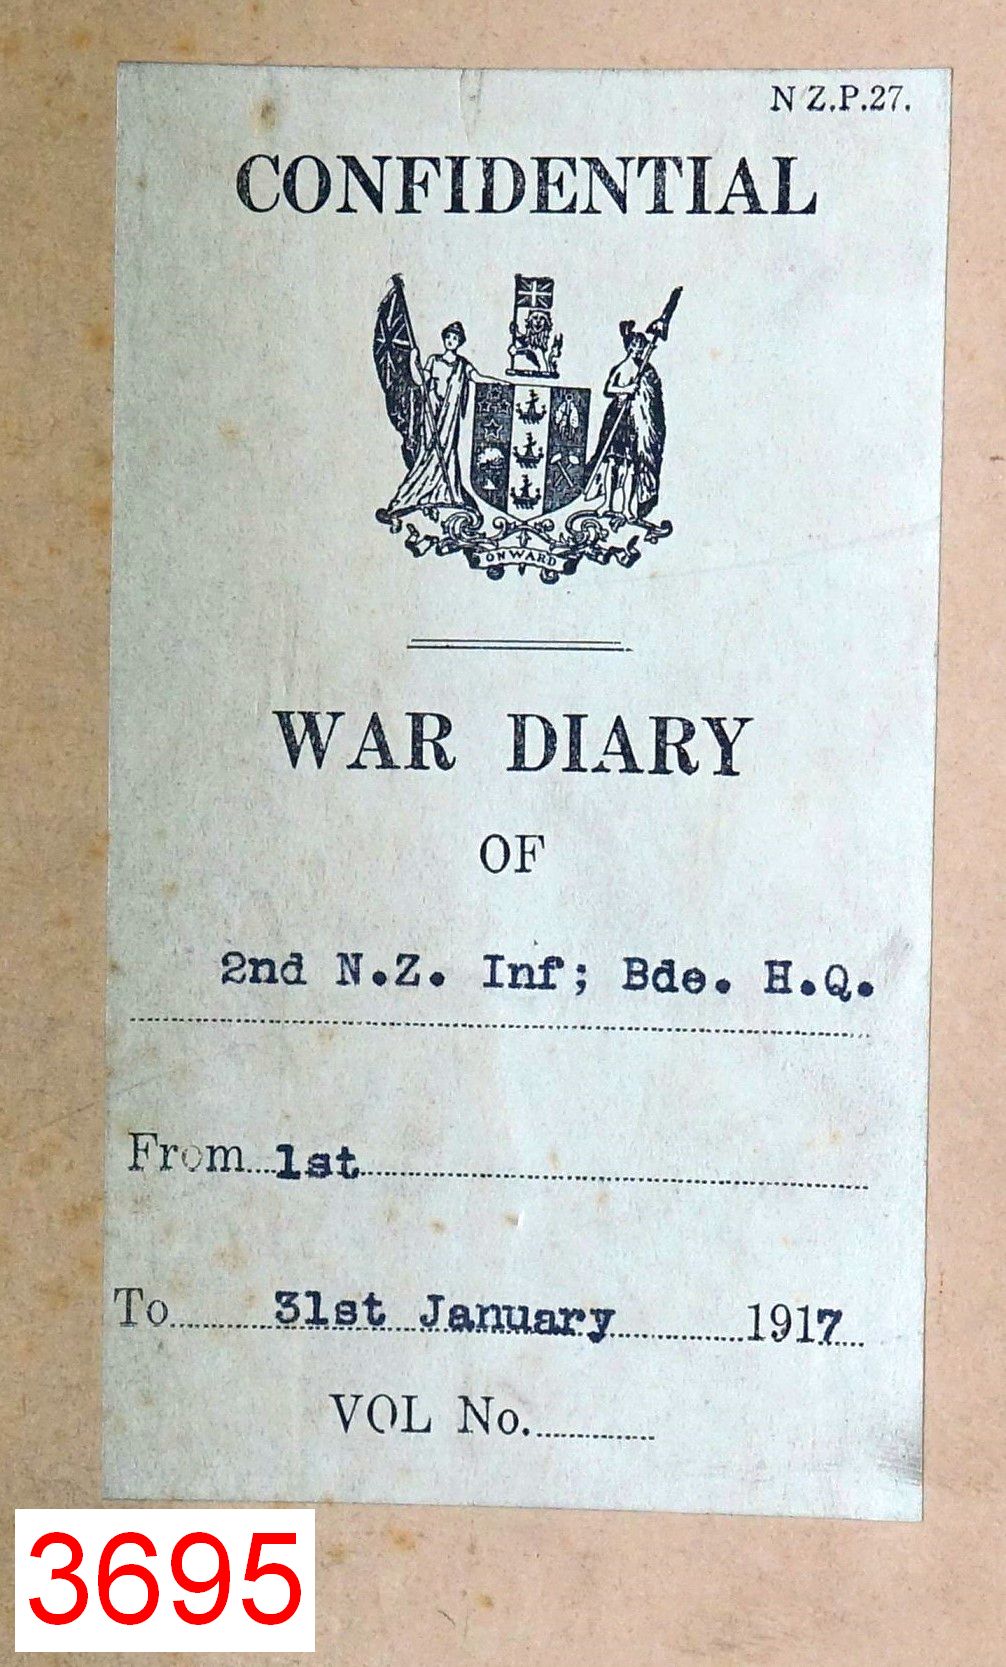 N Z.P.27.
CONFIDENTIAL
ONWARD
WAR DIARY
OF
2nd N.Z. Inf; Bde. H.Q.
From 1st
To 31st January 1917
VOL No.
3695